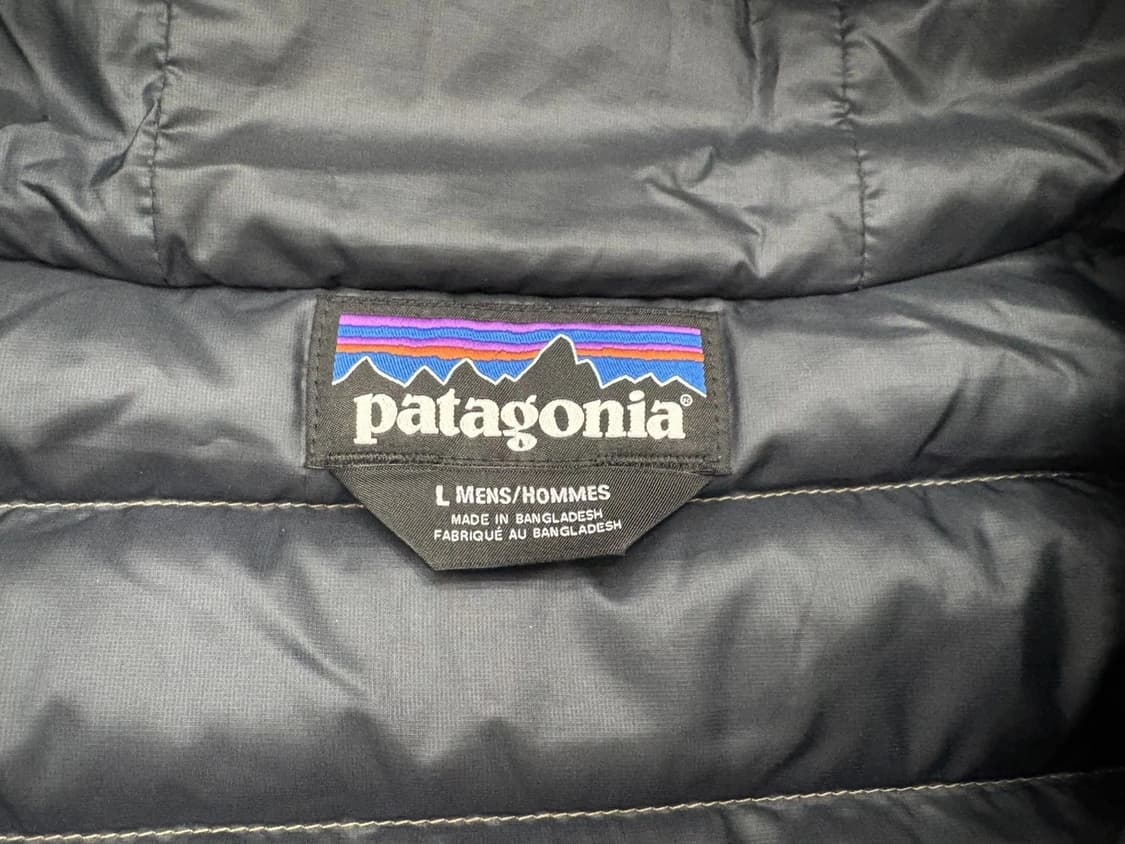 patagonia®
L MENS/HOMMES
MADE IN BANGLADESH
FABRIQUÉ AU BANGLADESH